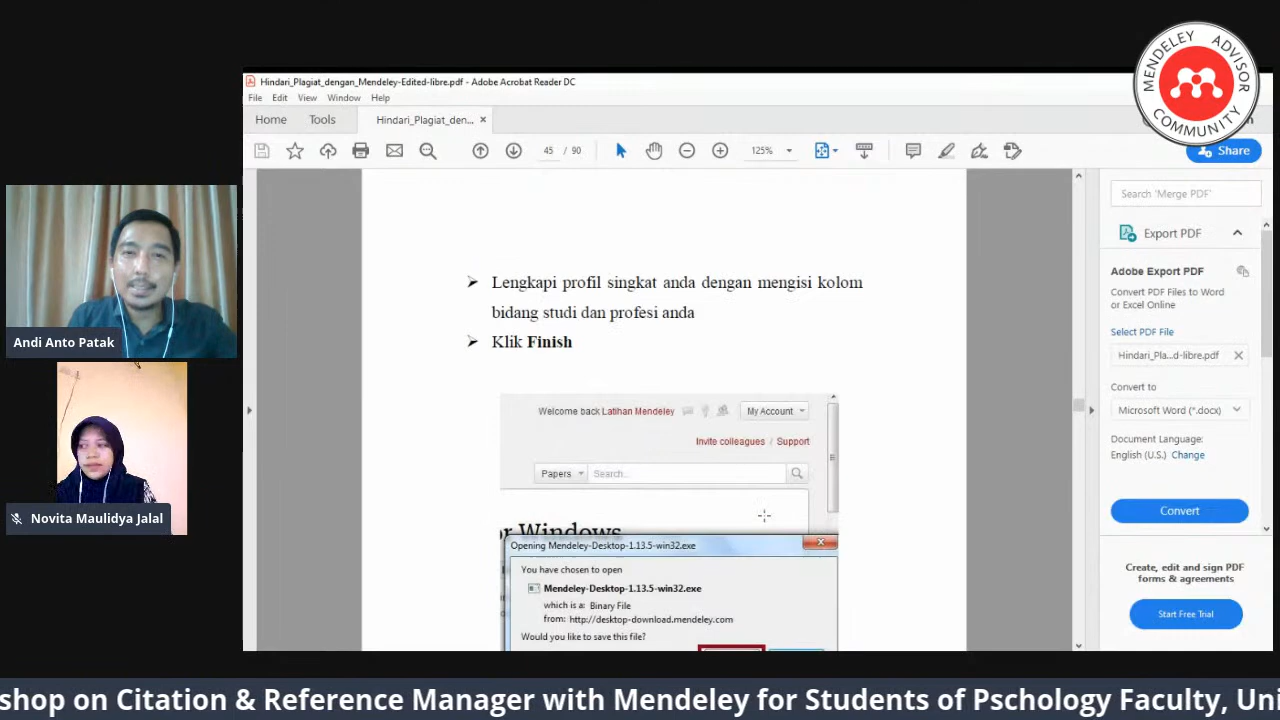 MENDELEY ADVISOR
COMMUNITY
Hindari_Plagiat_dengan_Mendeley-Edited-libre.pdf - Adobe Acrobat Reader DC
File Edit View Window Help
Home Tools Hindari_Plagiat_den... ×
45 / 90 125% Share
Search 'Merge PDF'
Export PDF
Adobe Export PDF
Convert PDF Files to Word
or Excel Online
Select PDF File
Hindari_Pla...d-libre.pdf
Convert to
Microsoft Word (*.docx)
Document Language:
English (U.S.) Change
Convert
Create, edit and sign PDF
forms & agreements
Start Free Trial
➢ Lengkapi profil singkat anda dengan mengisi kolom
bidang studi dan profesi anda
➢ Klik Finish
Welcome back Latihan Mendeley My Account
Invite colleagues / Support
Papers Search...
or Windows
Opening Mendeley-Desktop-1.13.5-win32.exe
You have chosen to open
Mendeley-Desktop-1.13.5-win32.exe
which is a: Binary File
from: http://desktop-download.mendeley.com
Would you like to save this file?
Andi Anto Patak
Novita Maulidya Jalal
shop on Citation & Reference Manager with Mendeley for Students of Pschology Faculty, Uni